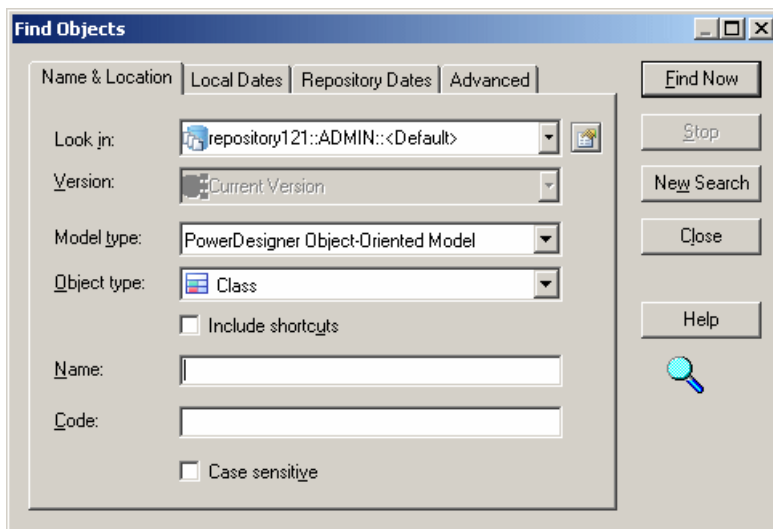 Find Objects
Name & Location Local Dates Repository Dates Advanced
Find Now
Look in: repository121::ADMIN::<Default>
Stop
Version: Current Version
New Search
Model type: PowerDesigner Object-Oriented Model
Close
Object type: Class
Include shortcuts
Help
Name:
Code:
Case sensitive